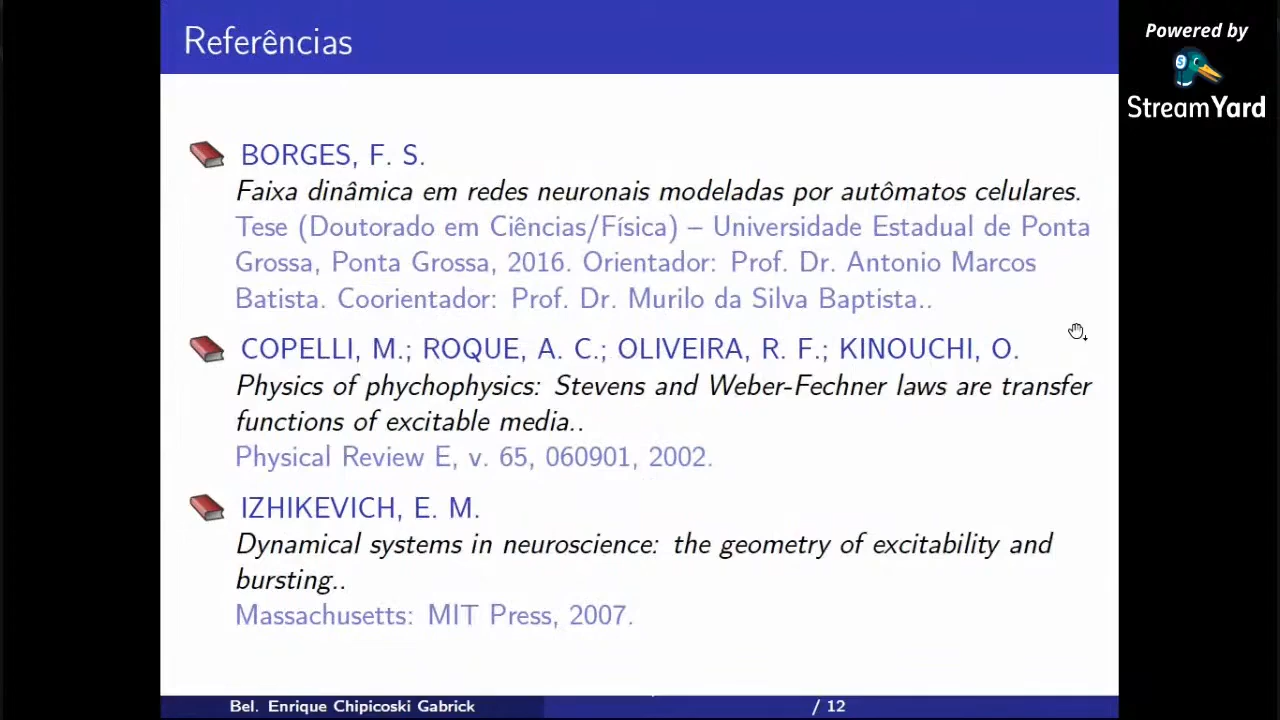 Referências
Powered by
StreamYard
BORGES, F. S.
Faixa dinâmica em redes neuronais modeladas por autômatos celulares.
Tese (Doutorado em Ciências/Física) – Universidade Estadual de Ponta
Grossa, Ponta Grossa, 2016. Orientador: Prof. Dr. Antonio Marcos
Batista. Coorientador: Prof. Dr. Murilo da Silva Baptista..
COPELLI, M.; ROQUE, A. C.; OLIVEIRA, R. F.; KINOUCHI, O.
Physics of phychophysics: Stevens and Weber-Fechner laws are transfer
functions of excitable media..
Physical Review E, v. 65, 060901, 2002.
IZHIKEVICH, E. M.
Dynamical systems in neuroscience: the geometry of excitability and
bursting..
Massachusetts: MIT Press, 2007.
Bel. Enrique Chipicoski Gabrick
/ 12